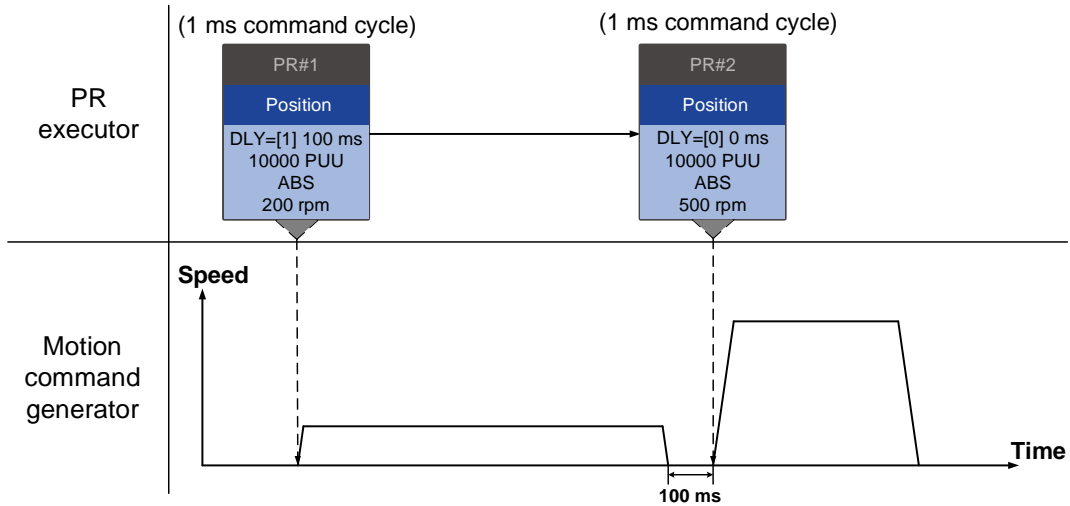 (1 ms command cycle)
(1 ms command cycle)
PR
executor
PR#1
Position
DLY=[1] 100 ms
10000 PUU
ABS
200 rpm
PR#2
Position
DLY=[0] 0 ms
10000 PUU
ABS
500 rpm
Motion
command
generator
Speed
Time
100 ms